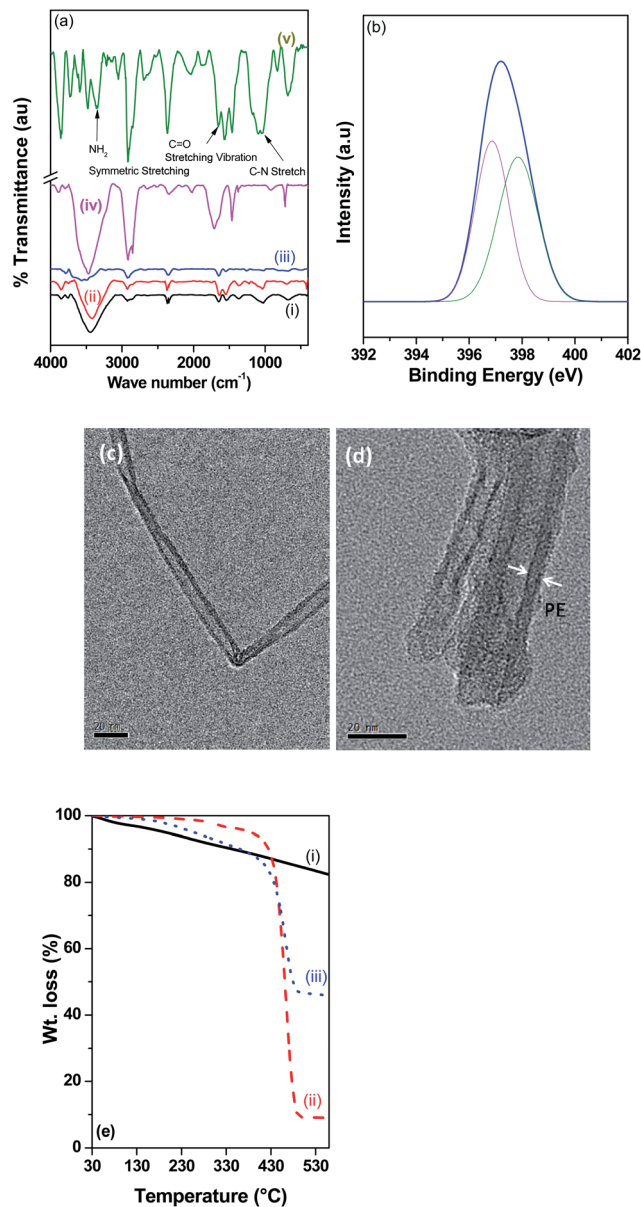 (a)
(v)
NH2
C=O
Stretching Vibration
Symmetric Stretching
C-N Stretch
(iv)
(iii)
(ii)
(i)
% Transmittance (au)
4000 3000 2000 1000
Wave number (cm-1)
(b)
Intensity (a.u)
392 394 396 398 400 402
Binding Energy (eV)
(c)
20 nm
(d)
PE
20 nm
100
80
60
40
20
10
0
Wt. loss (%)
(i)
(iii)
(ii)
(e)
30 130 230 330 430 530
Temperature (°C)